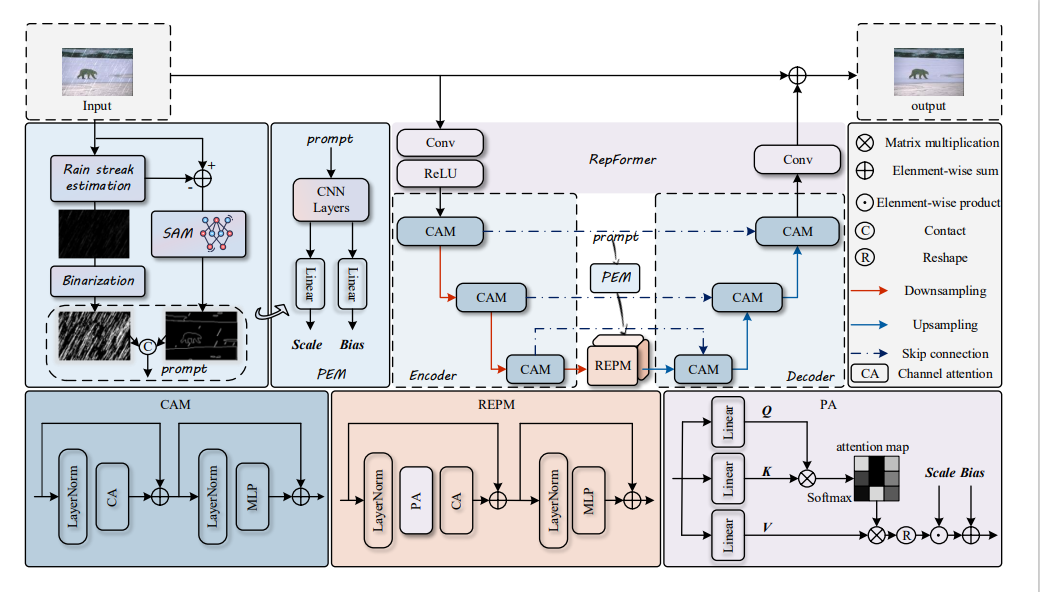 Input
output
Rain streak
estimation
+
-
SAM
Binarization
C
prompt
prompt
CNN
Layers
Linear
Linear
Scale
Bias
PEM
Conv
ReLU
RepFormer
Conv
CAM
CAM
CAM
Encoder
prompt
PEM
REPM
CAM
CAM
CAM
Decoder
Matrix multiplication
Elenment-wise sum
Elenment-wise product
C
Contact
R
Reshape
Downsampling
Upsampling
Skip connection
CA
Channel attention
CAM
LayerNorm
CA
LayerNorm
MLP
REPM
LayerNorm
PA
CA
LayerNorm
MLP
PA
Linear
Q
Linear
K
Linear
V
attention map
Softmax
Scale Bias
R